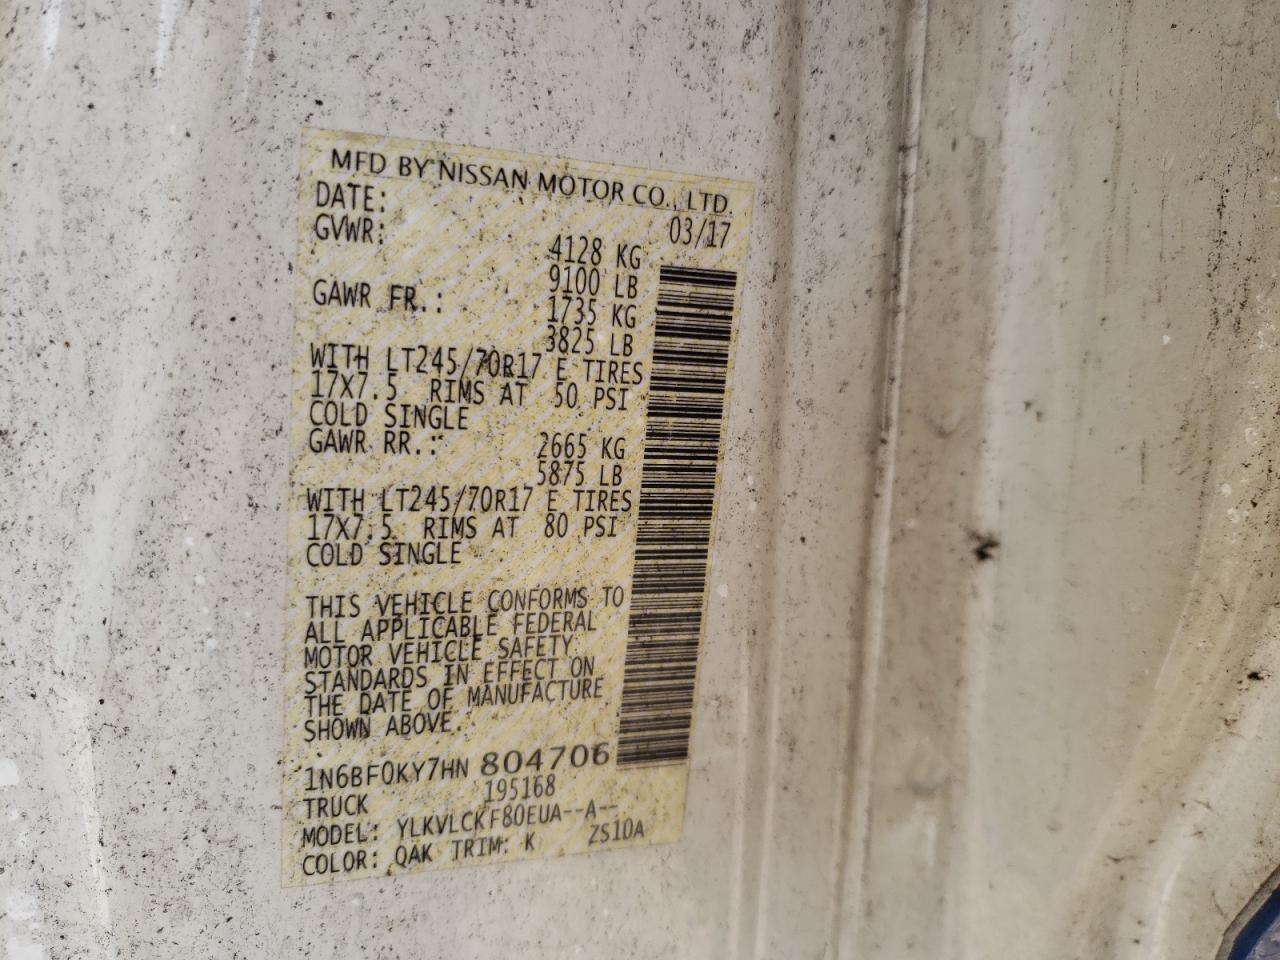 MFD BY NISSAN MOTOR CO., LTD.
DATE: 03/17
GVWR: 4128 KG
9100 LB
GAWR FR.: 1735 KG
3825 LB
WITH LT245/70R17 E TIRES
17X7.5 RIMS AT 50 PSI
COLD SINGLE
GAWR RR.: 2665 KG
5875 LB
WITH LT245/70R17 E TIRES
17X7.5 RIMS AT 80 PSI
COLD SINGLE
THIS VEHICLE CONFORMS TO
ALL APPLICABLE FEDERAL
MOTOR VEHICLE SAFETY
STANDARDS IN EFFECT ON
THE DATE OF MANUFACTURE
SHOWN ABOVE.
1N6BF0KY7HN 804706
TRUCK 195168
MODEL: YLKVLCKF80EUA--A--
COLOR: QAK TRIM: K ZS10A